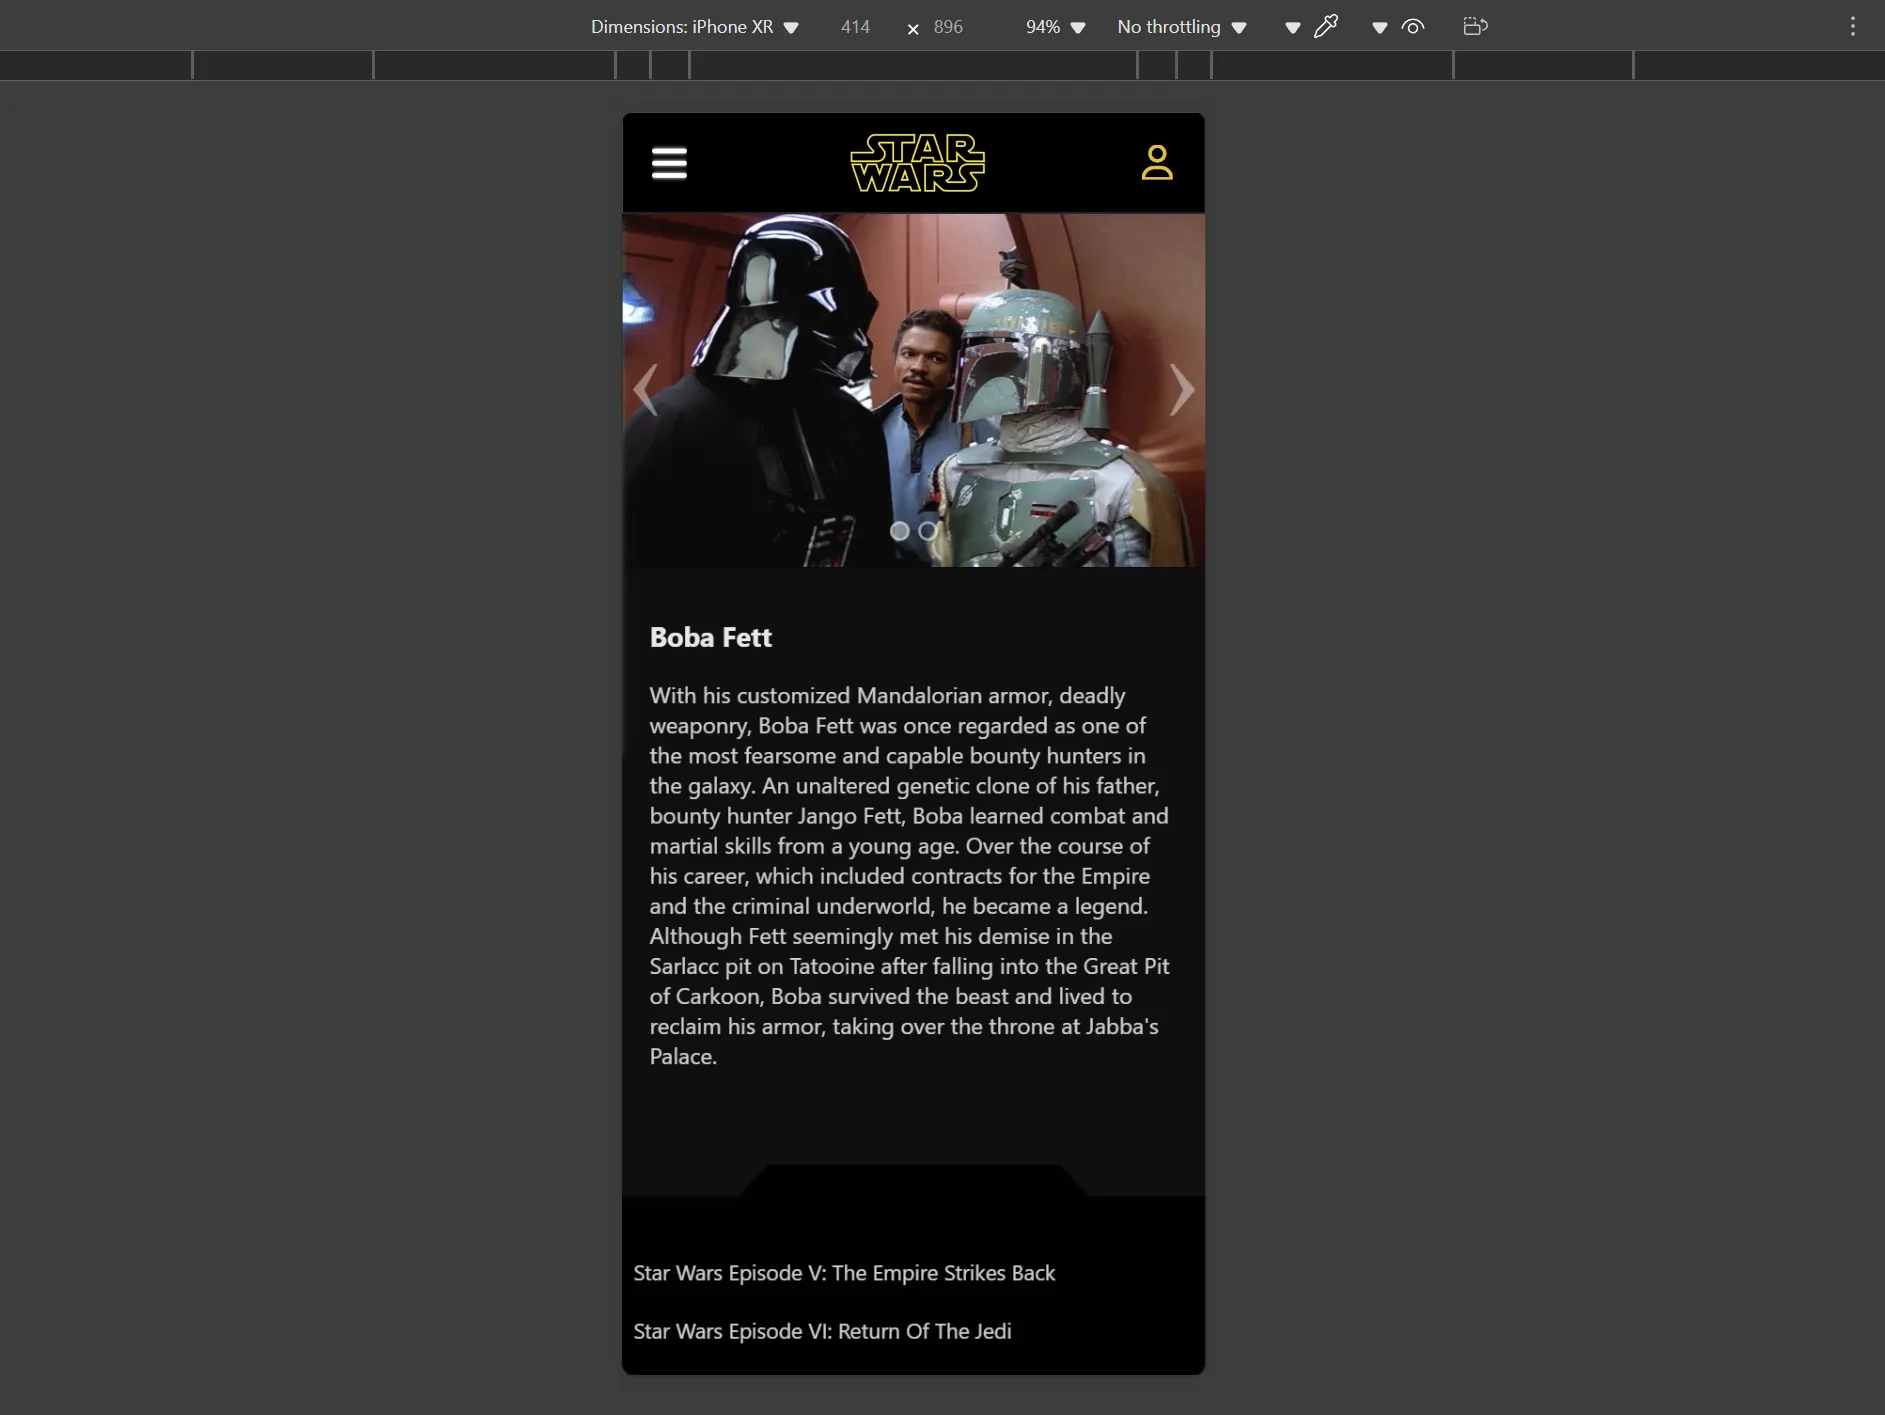 Dimensions: iPhone XR 414 × 896 94% No throttling
STAR
WARS
Boba Fett
With his customized Mandalorian armor, deadly
weaponry, Boba Fett was once regarded as one of
the most fearsome and capable bounty hunters in
the galaxy. An unaltered genetic clone of his father,
bounty hunter Jango Fett, Boba learned combat and
martial skills from a young age. Over the course of
his career, which included contracts for the Empire
and the criminal underworld, he became a legend.
Although Fett seemingly met his demise in the
Sarlacc pit on Tatooine after falling into the Great Pit
of Carkoon, Boba survived the beast and lived to
reclaim his armor, taking over the throne at Jabba's
Palace.
Star Wars Episode V: The Empire Strikes Back
Star Wars Episode VI: Return Of The Jedi